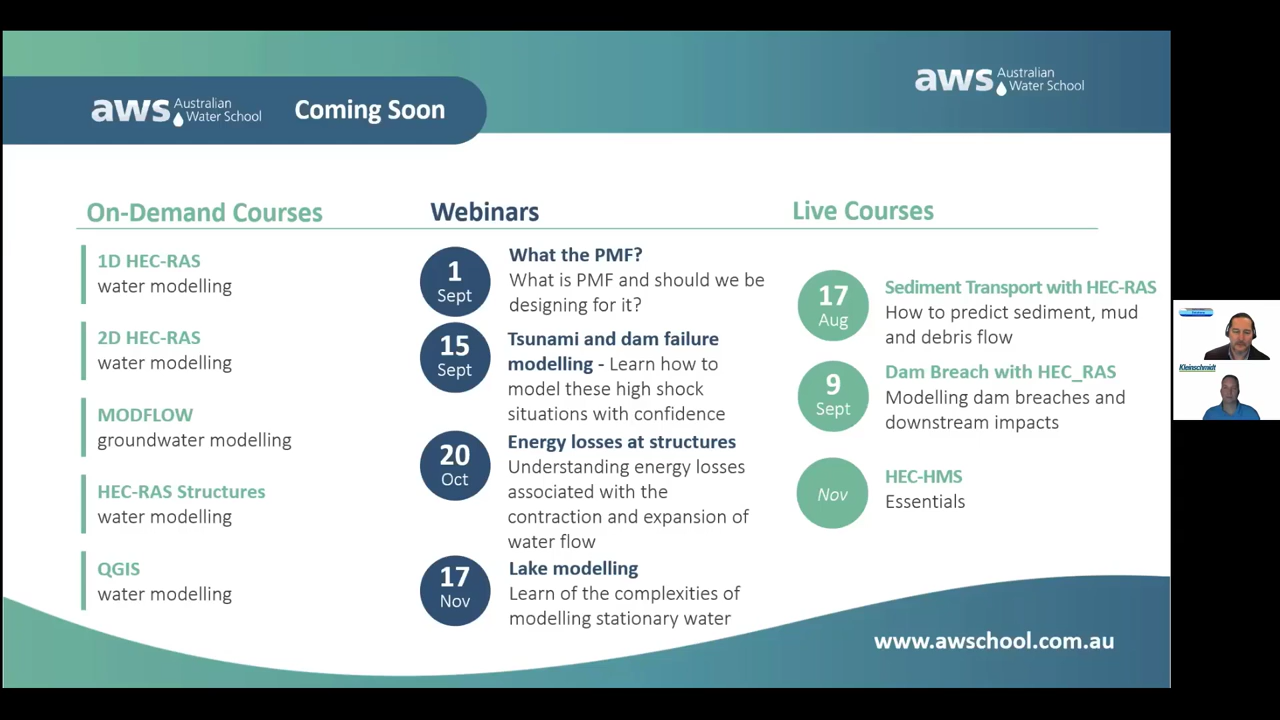 aws Australian Water School
Coming Soon
aws Australian Water School
On-Demand Courses
1D HEC-RAS
water modelling
2D HEC-RAS
water modelling
MODFLOW
groundwater modelling
HEC-RAS Structures
water modelling
QGIS
water modelling
Webinars
1 Sept
What the PMF?
What is PMF and should we be
designing for it?
15 Sept
Tsunami and dam failure
modelling - Learn how to
model these high shock
situations with confidence
20 Oct
Energy losses at structures
Understanding energy losses
associated with the
contraction and expansion of
water flow
17 Nov
Lake modelling
Learn of the complexities of
modelling stationary water
Live Courses
17 Aug
Sediment Transport with HEC-RAS
How to predict sediment, mud
and debris flow
9 Sept
Dam Breach with HEC_RAS
Modelling dam breaches and
downstream impacts
Nov
HEC-HMS
Essentials
www.awschool.com.au
Kleinschmidt